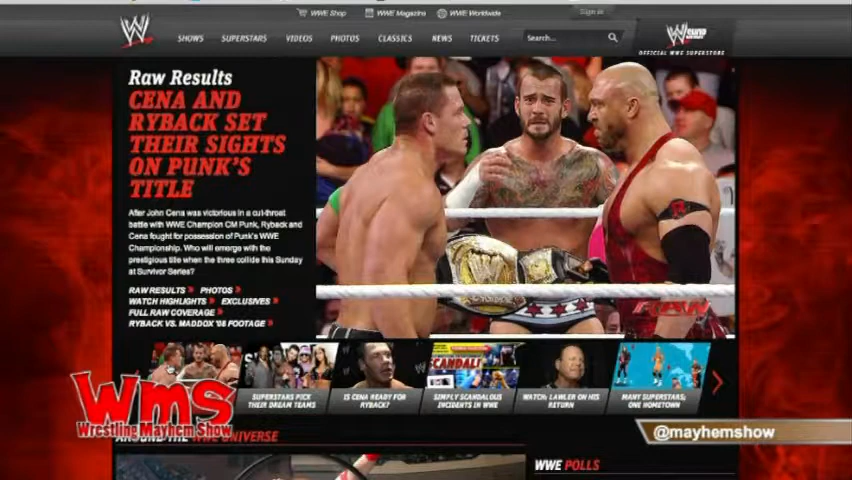 WWE Shop
WWE Magazine
WWE Worldwide
Sign in
SHOWS
SUPERSTARS
VIDEOS
PHOTOS
CLASSICS
NEWS
TICKETS
Search...
OFFICIAL WWE SUPERSTORE
Raw Results
CENA AND
RYBACK SET
THEIR SIGHTS
ON PUNK'S
TITLE
After John Cena was victorious in a cut-throat
battle with WWE Champion CM Punk, Ryback and
Cena fought for possession of Punk's WWE
Championship. Who will emerge with the
prestigious title when the three collide this Sunday
at Survivor Series?
RAW RESULTS
PHOTOS
WATCH HIGHLIGHTS
EXCLUSIVES
FULL RAW COVERAGE
RYBACK VS. MADDOX '08 FOOTAGE
RAW
SCANDAL!
SUPERSTARS PICK
THEIR DREAM TEAMS
IS CENA READY FOR
RYBACK?
SIMPLY SCANDALOUS
INCIDENTS IN WWE
WATCH: LAWLER ON HIS
RETURN
MANY SUPERSTARS;
ONE HOMETOWN
wms
Wrestling Mayhem Show
@mayhemshow
AROUND THE WWE UNIVERSE
WWE POLLS